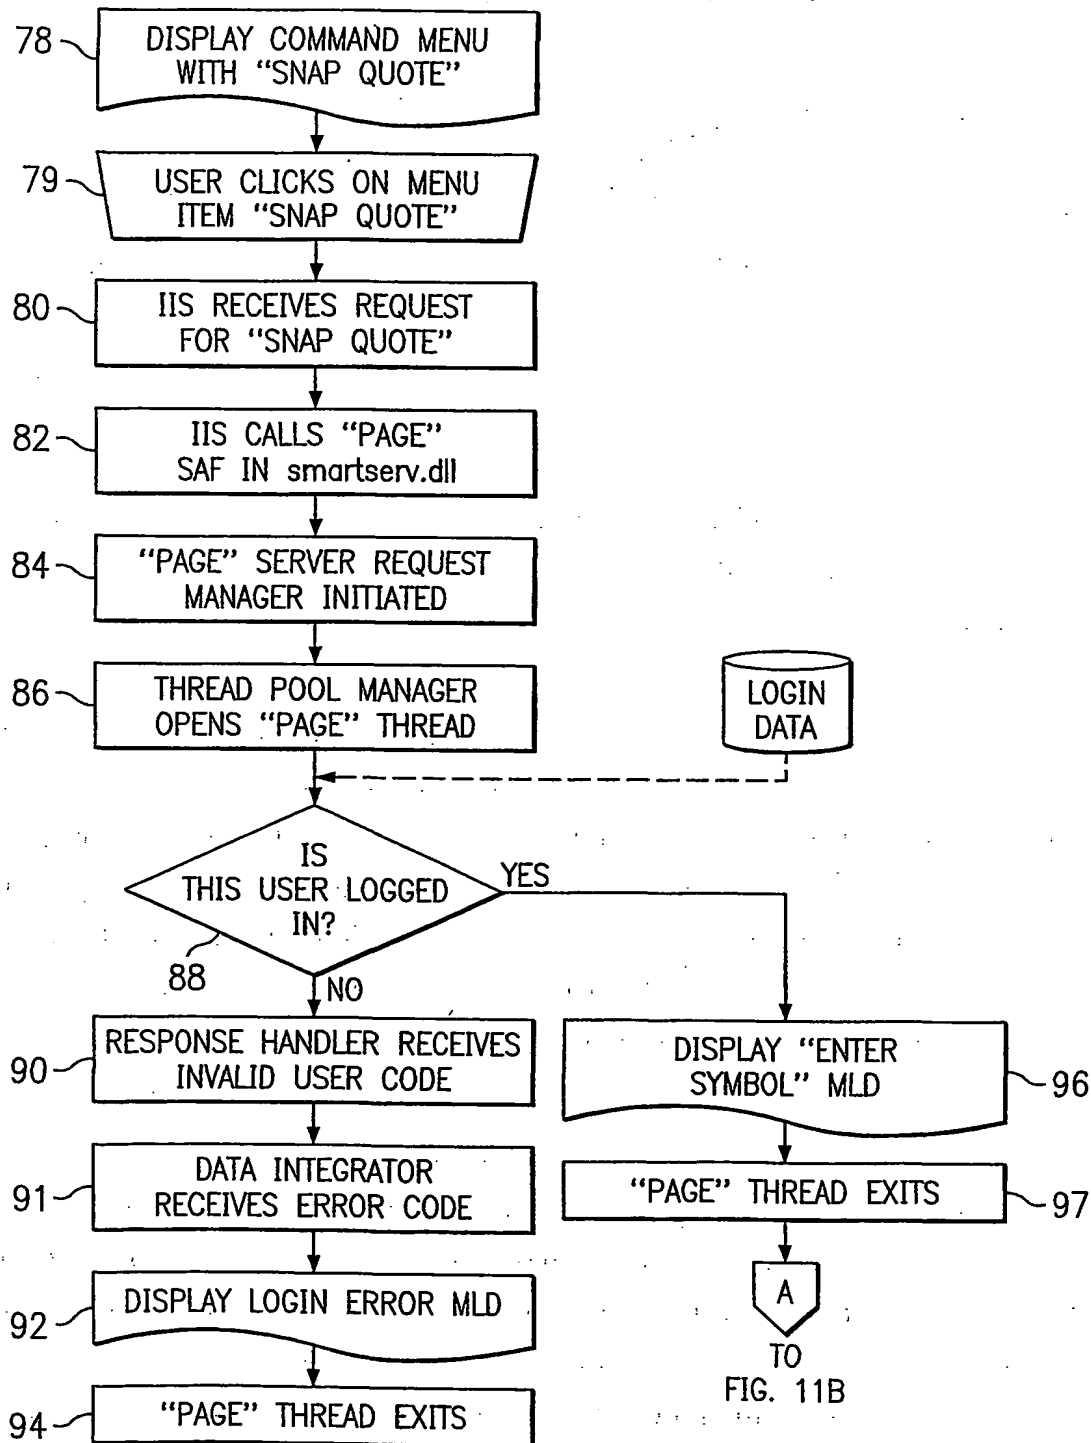 78
DISPLAY COMMAND MENU
WITH “SNAP QUOTE”
79
USER CLICKS ON MENU
ITEM “SNAP QUOTE”
80
IIS RECEIVES REQUEST
FOR “SNAP QUOTE”
82
IIS CALLS “PAGE”
SAF IN smartserv.dll
84
“PAGE” SERVER REQUEST
MANAGER INITIATED
86
THREAD POOL MANAGER
OPENS “PAGE” THREAD
LOGIN
DATA
IS
THIS USER LOGGED
IN?
88
YES
NO
90
RESPONSE HANDLER RECEIVES
INVALID USER CODE
91
DATA INTEGRATOR
RECEIVES ERROR CODE
92
DISPLAY LOGIN ERROR MLD
94
“PAGE” THREAD EXITS
DISPLAY “ENTER
SYMBOL” MLD
96
“PAGE” THREAD EXITS
97
A
TO
FIG. 11B